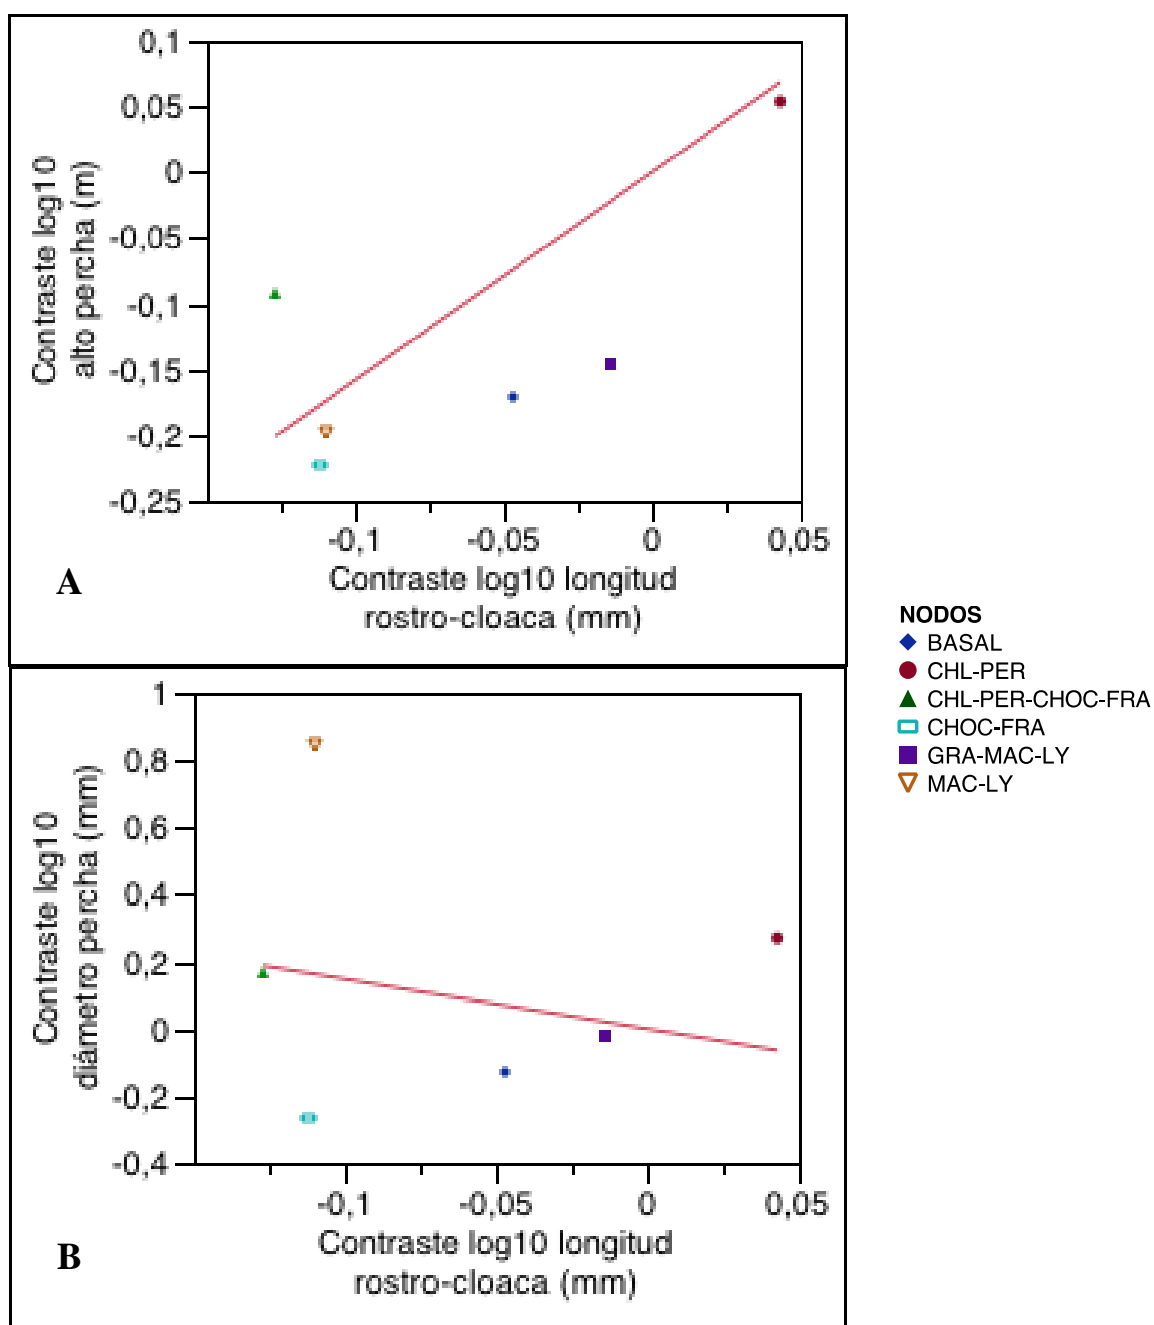 0,1
0,05
0
-0,05
-0,1
-0,15
-0,2
-0,25
Contraste log10
alto percha (m)
-0,1
-0,05
0
0,05
Contraste log10 longitud
rostro-cloaca (mm)
A
1
0,8
0,6
0,4
0,2
0
-0,2
-0,4
Contraste log10
diámetro percha (mm)
-0,1
-0,05
0
0,05
Contraste log10 longitud
rostro-cloaca (mm)
B
NODOS
BASAL
CHL-PER
CHL-PER-CHOC-FRA
CHOC-FRA
GRA-MAC-LY
MAC-LY